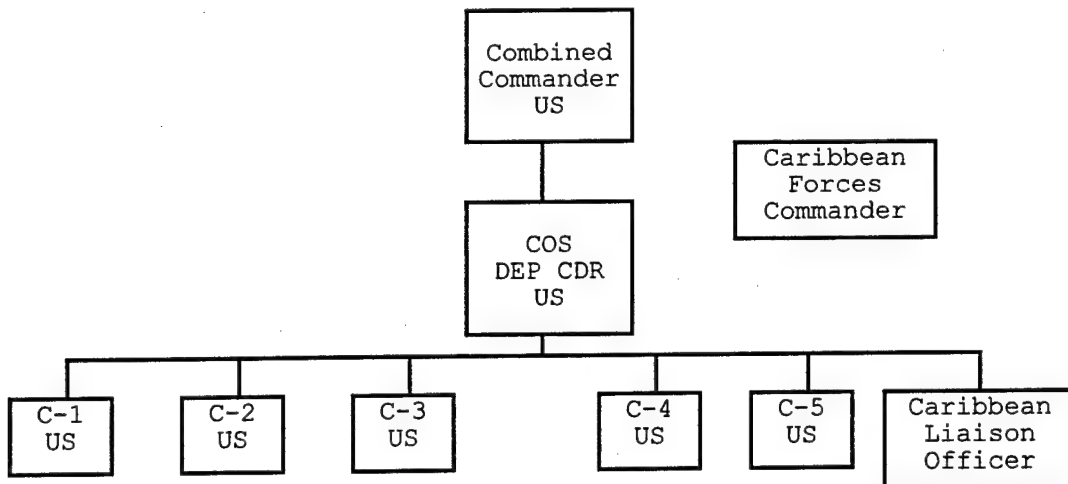 Combined
Commander
US
Caribbean
Forces
Commander
COS
DEP CDR
US
C-1
US
C-2
US
C-3
US
C-4
US
C-5
US
Caribbean
Liaison
Officer